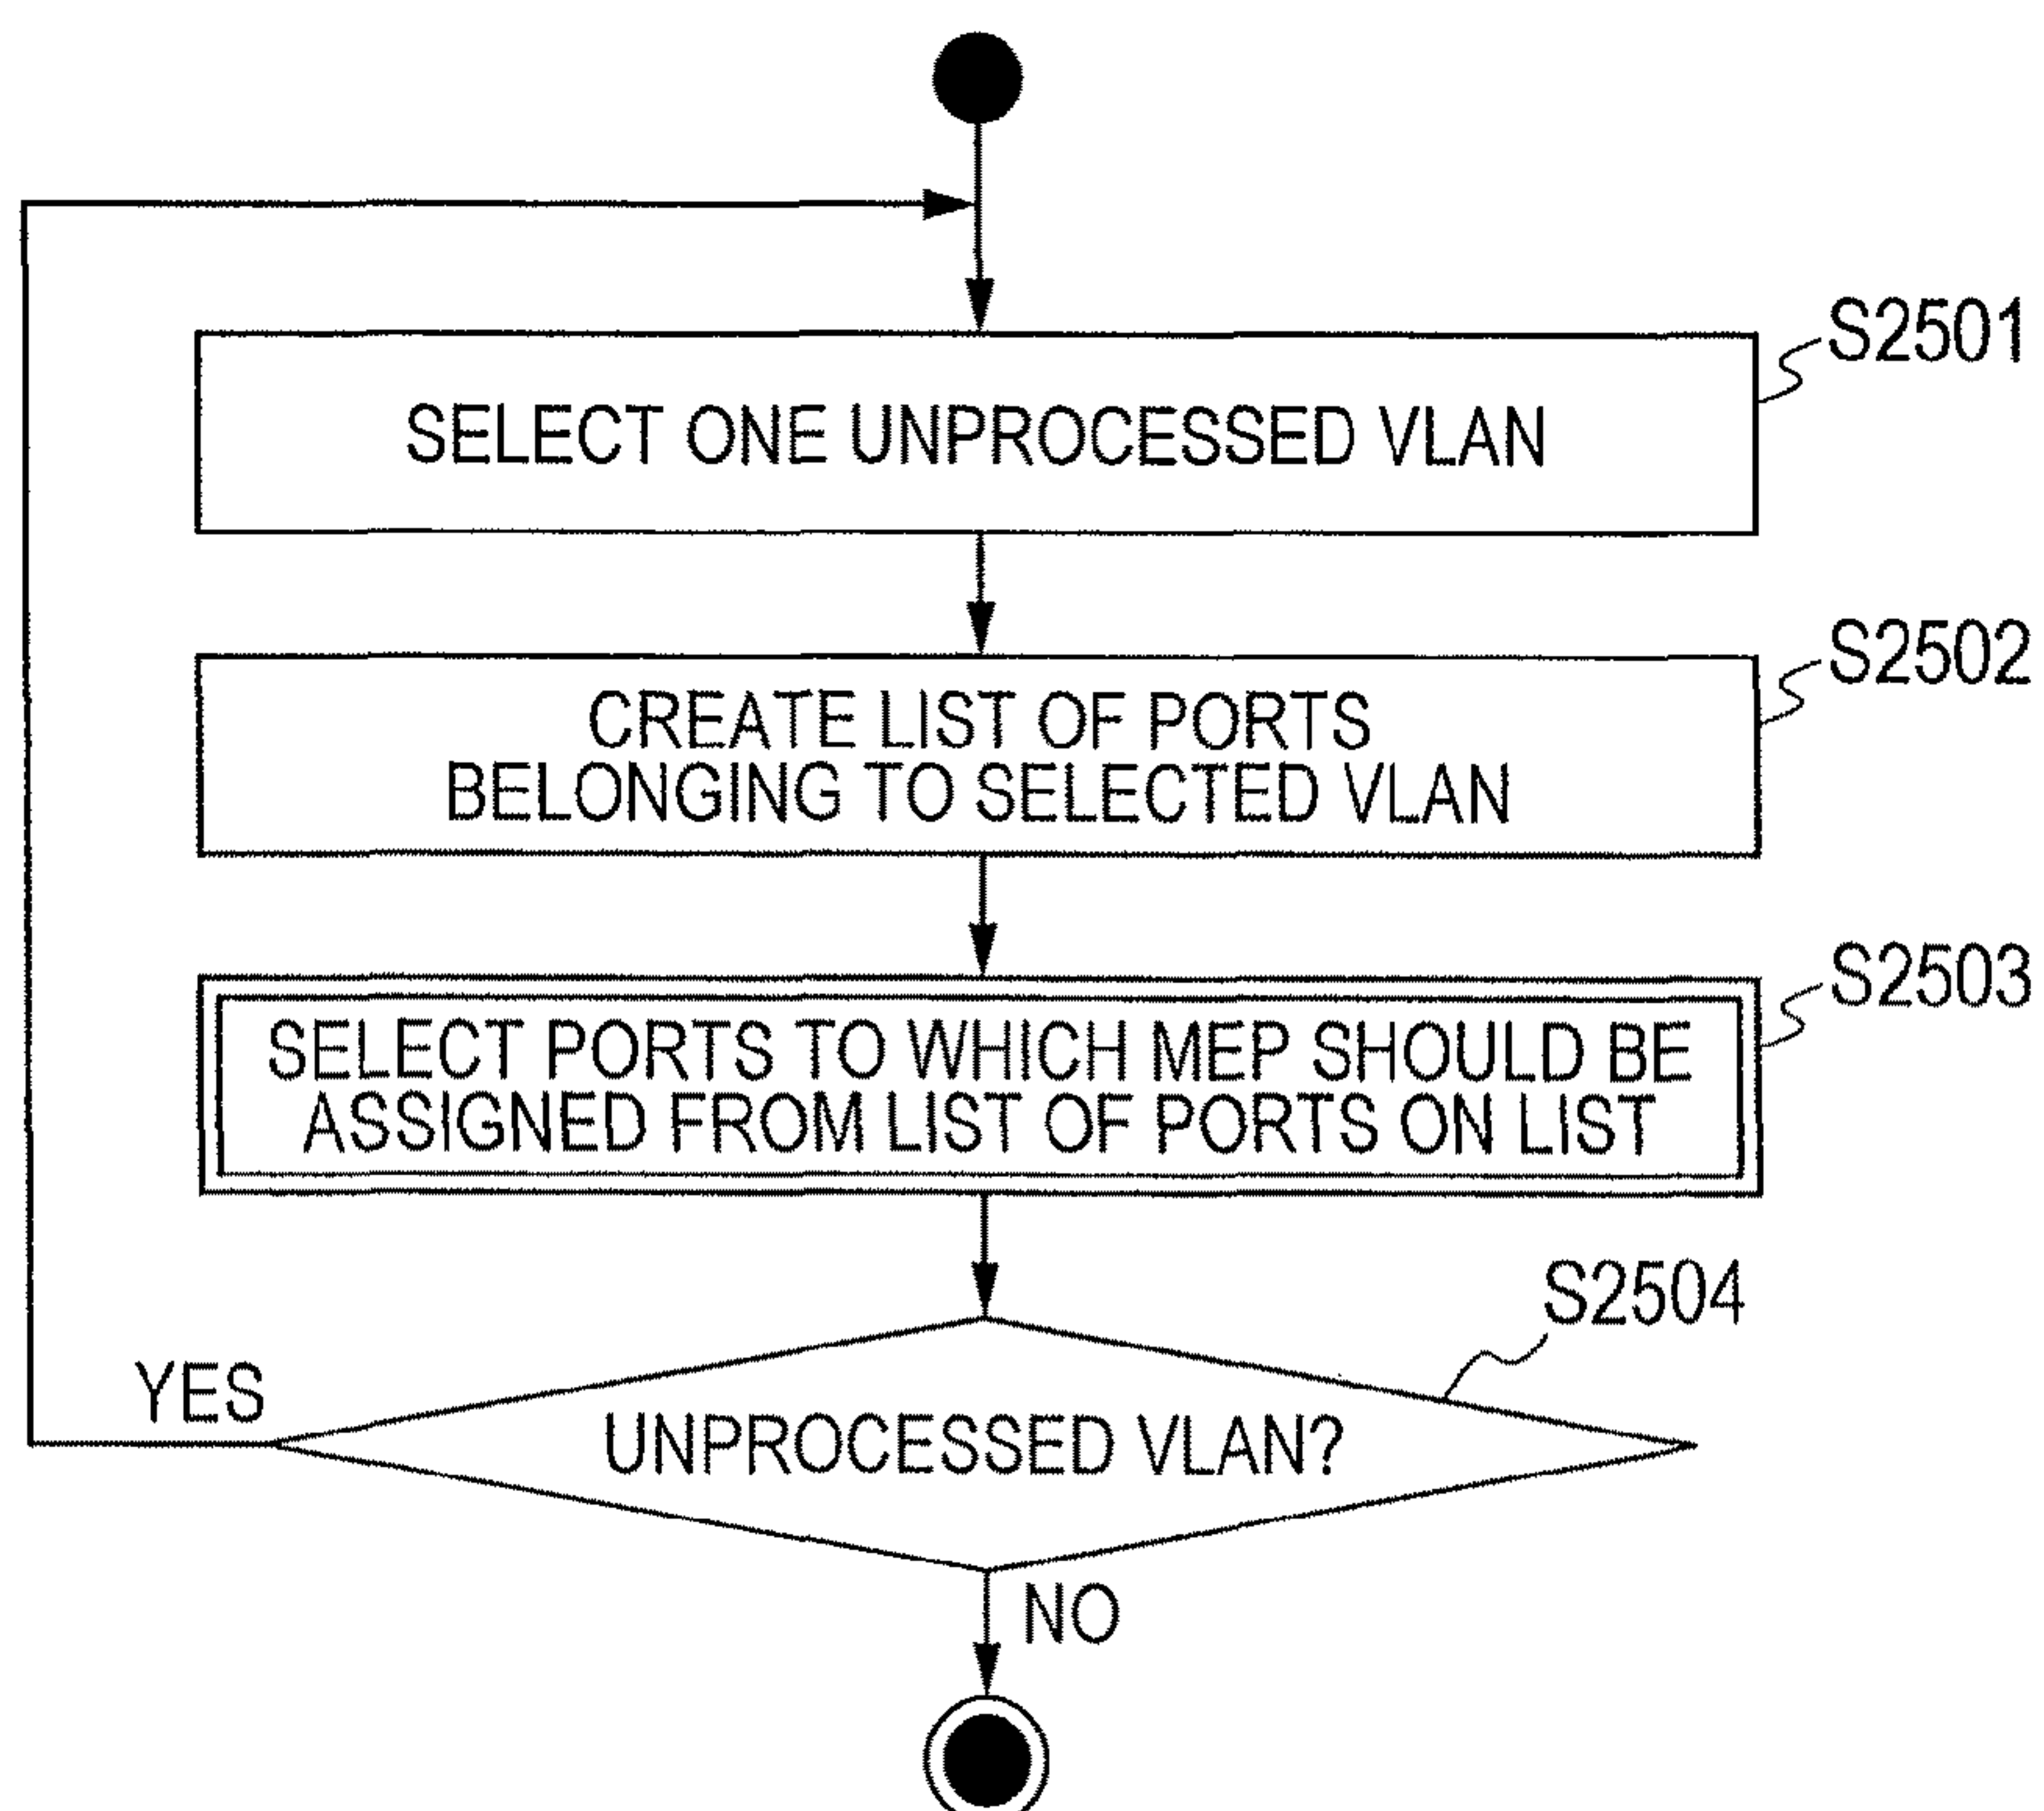 S2501
SELECT ONE UNPROCESSED VLAN
S2502
CREATE LIST OF PORTS
BELONGING TO SELECTED VLAN
S2503
SELECT PORTS TO WHICH MEP SHOULD BE
ASSIGNED FROM LIST OF PORTS ON LIST
S2504
YES
UNPROCESSED VLAN?
NO